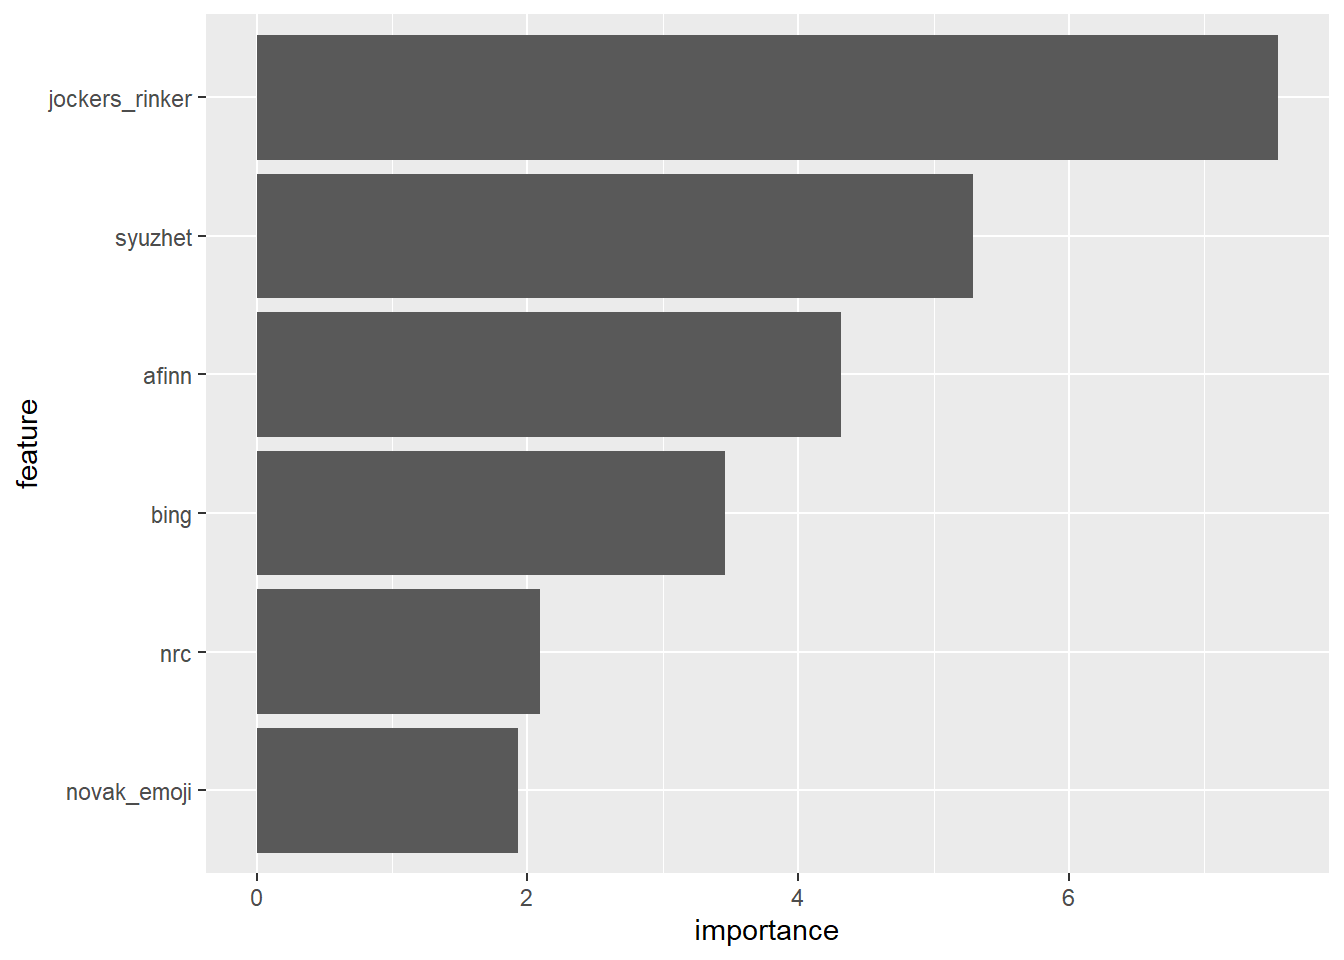 jockers_rinker
syuzhet
afinn
bing
nrc
novak_emoji
feature
0 2 4 6
importance